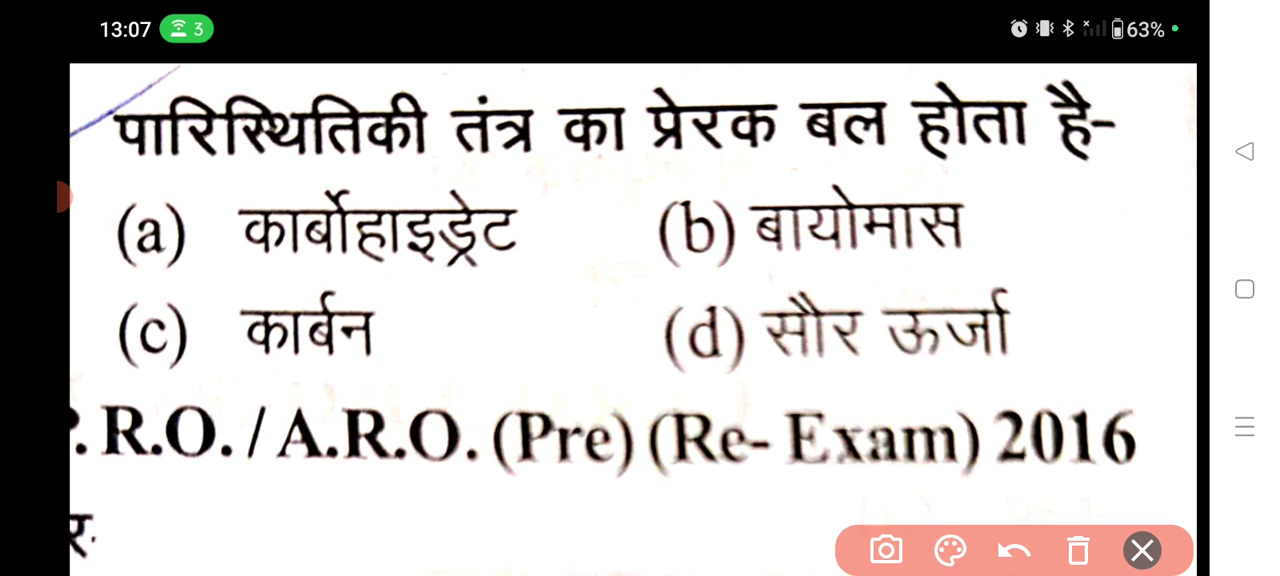 13:07 3 63%
पारिस्थितिकी तंत्र का प्रेरक बल होता है-
(a) कार्बोहाइड्रेट (b) बायोमास
(c) कार्बन (d) सौर ऊर्जा
. R.O. / A.R.O. (Pre) (Re- Exam) 2016